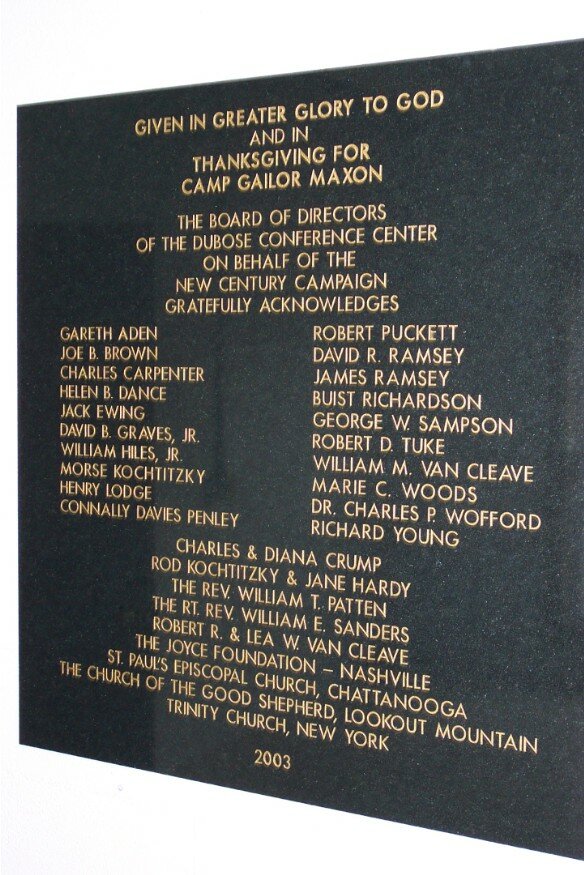 GIVEN IN GREATER GLORY TO GOD
AND IN
THANKSGIVING FOR
CAMP GAILOR MAXON
THE BOARD OF DIRECTORS
OF THE DUBOSE CONFERENCE CENTER
ON BEHALF OF THE
NEW CENTURY CAMPAIGN
GRATEFULLY ACKNOWLEDGES
GARETH ADEN
JOE B. BROWN
CHARLES CARPENTER
HELEN B. DANCE
JACK EWING
DAVID B. GRAVES, JR.
WILLIAM HILES, JR.
MORSE KOCHTITZKY
HENRY LODGE
CONNALLY DAVIES PENLEY
ROBERT PUCKETT
DAVID R. RAMSEY
JAMES RAMSEY
BUIST RICHARDSON
GEORGE W. SAMPSON
ROBERT D. TUKE
WILLIAM M. VAN CLEAVE
MARIE C. WOODS
DR. CHARLES P. WOFFORD
RICHARD YOUNG
CHARLES & DIANA CRUMP
ROD KOCHTITZKY & JANE HARDY
THE REV. WILLIAM T. PATTEN
THE RT. REV. WILLIAM E. SANDERS
ROBERT R. & LEA W. VAN CLEAVE
THE JOYCE FOUNDATION – NASHVILLE
ST. PAUL'S EPISCOPAL CHURCH, CHATTANOOGA
THE CHURCH OF THE GOOD SHEPHERD, LOOKOUT MOUNTAIN
TRINITY CHURCH, NEW YORK
2003